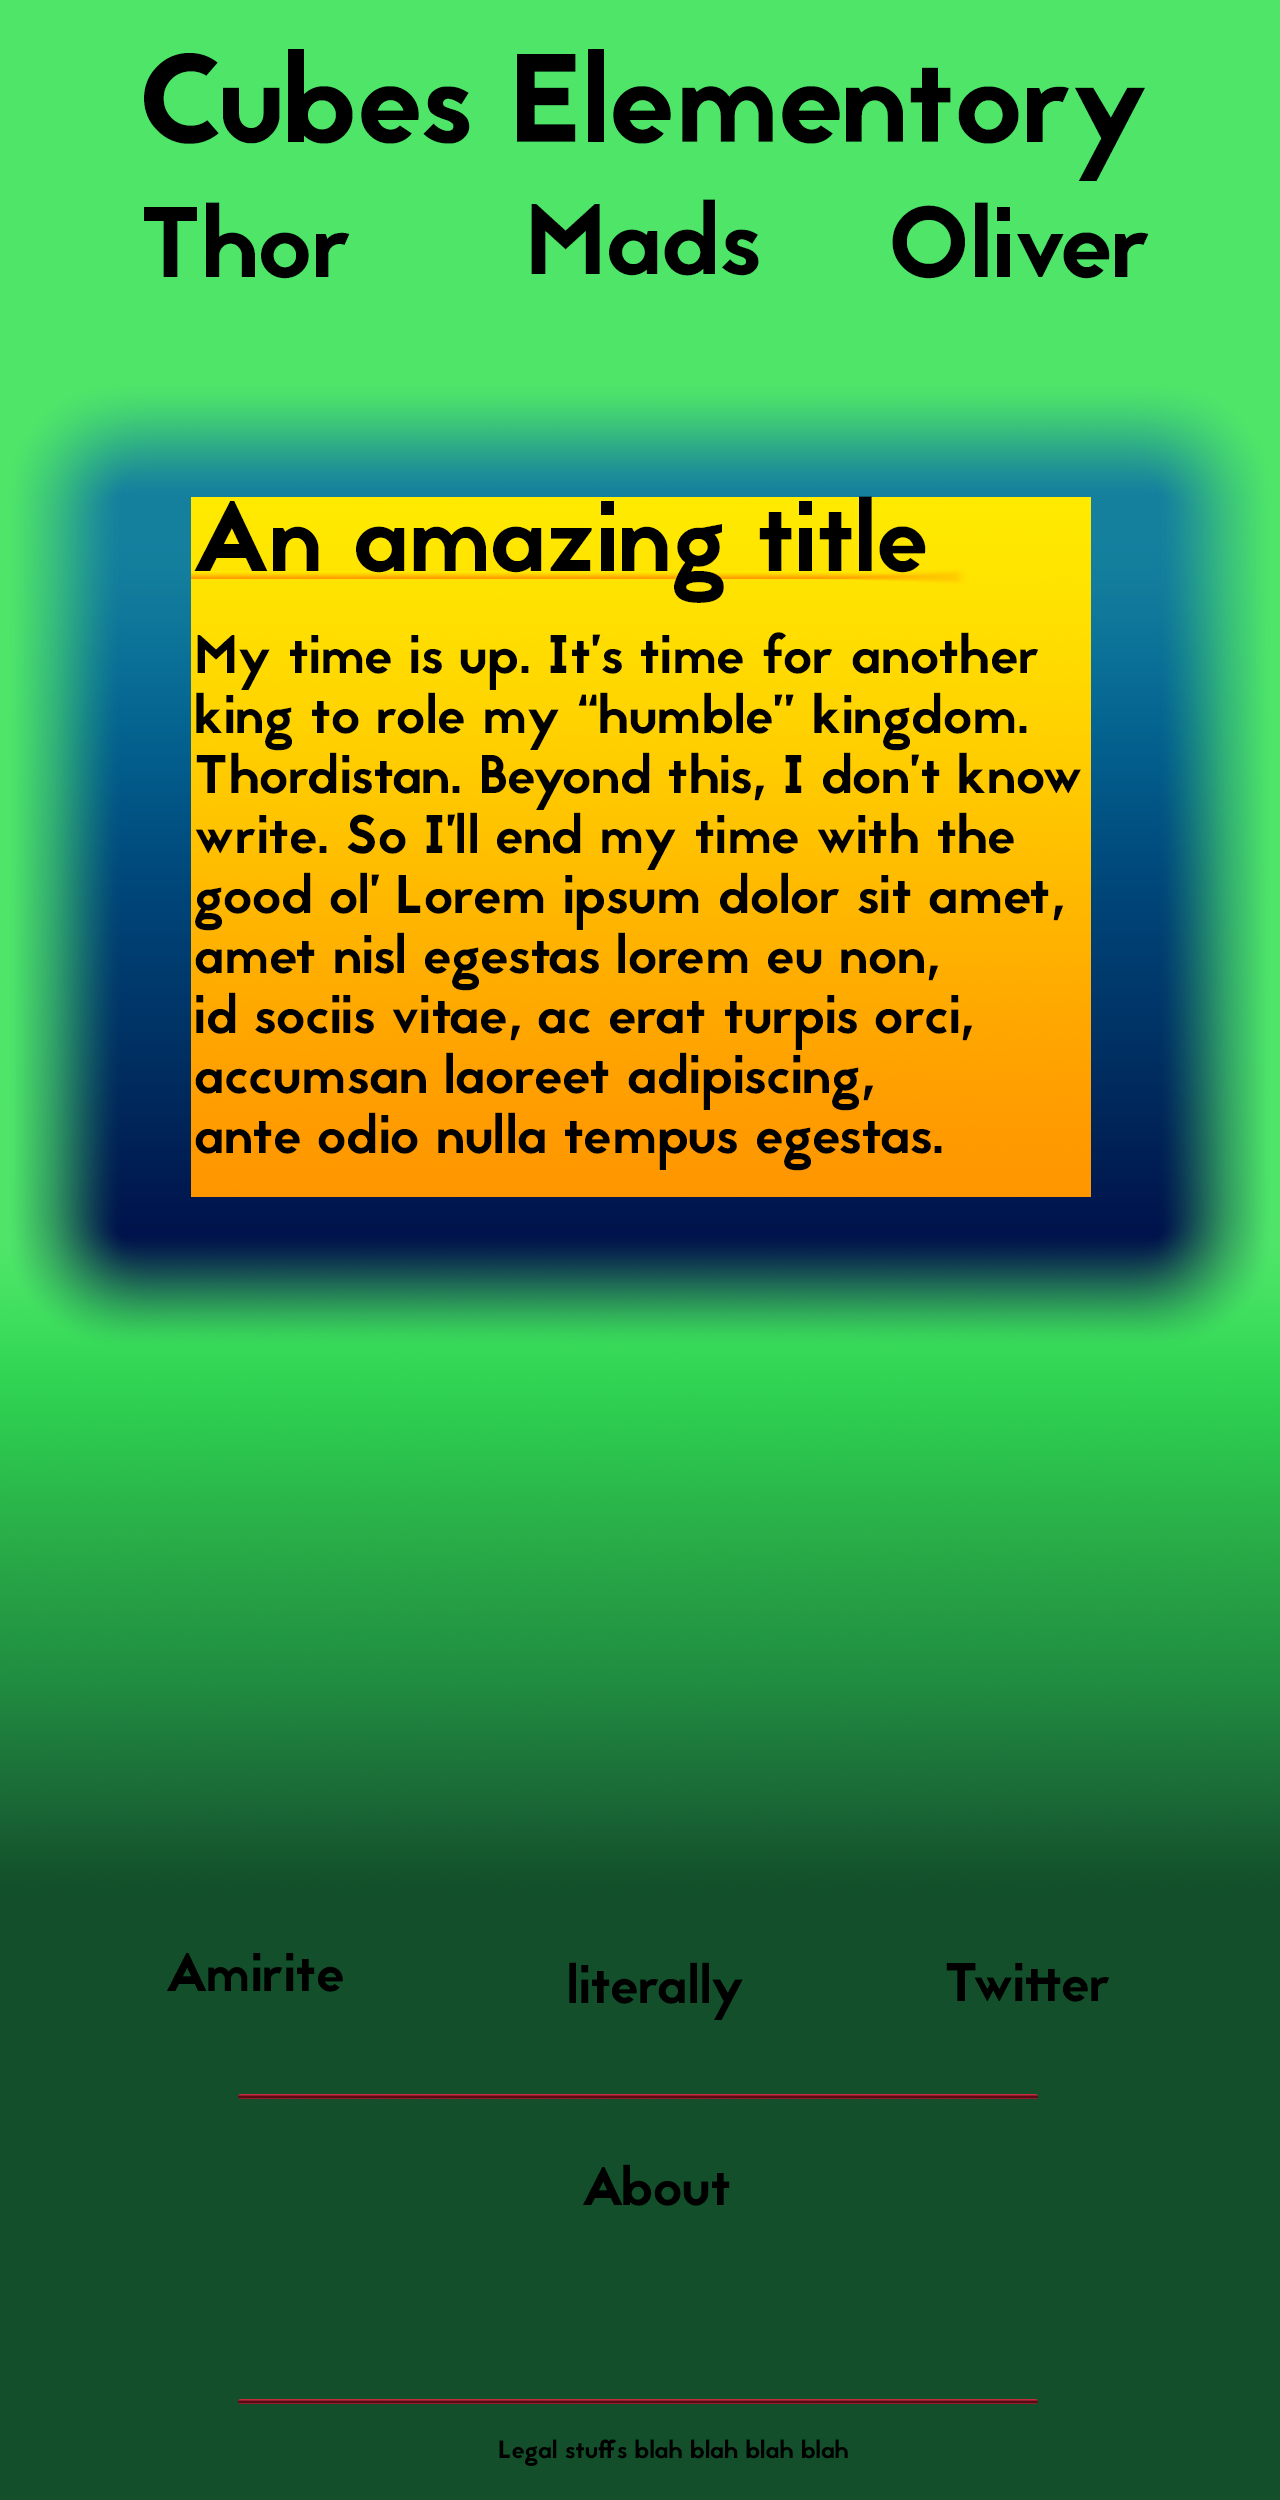 Cubes Elementory
Thor Mads Oliver
An amazing title
My time is up. It's time for another
king to role my “humble” kingdom.
Thordistan. Beyond this, I don't know
write. So I'll end my time with the
good ol' Lorem ipsum dolor sit amet,
amet nisl egestas lorem eu non,
id sociis vitae, ac erat turpis orci,
accumsan laoreet adipiscing,
ante odio nulla tempus egestas.
Amirite literally Twitter
About
Legal stuffs blah blah blah blah